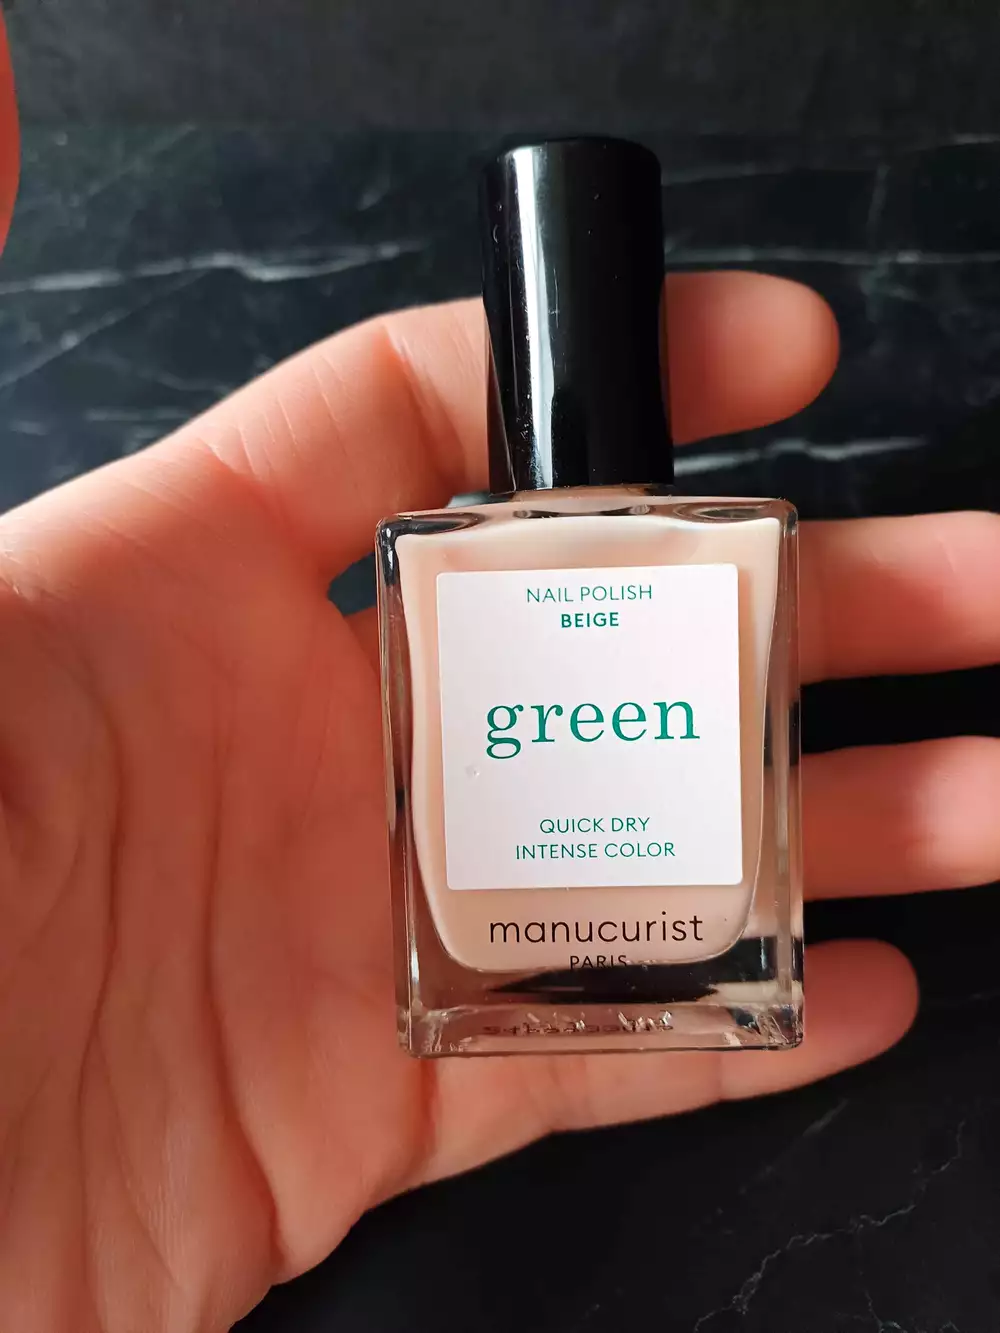 NAIL POLISH
BEIGE
green
QUICK DRY
INTENSE COLOR
manucurist
PARIS